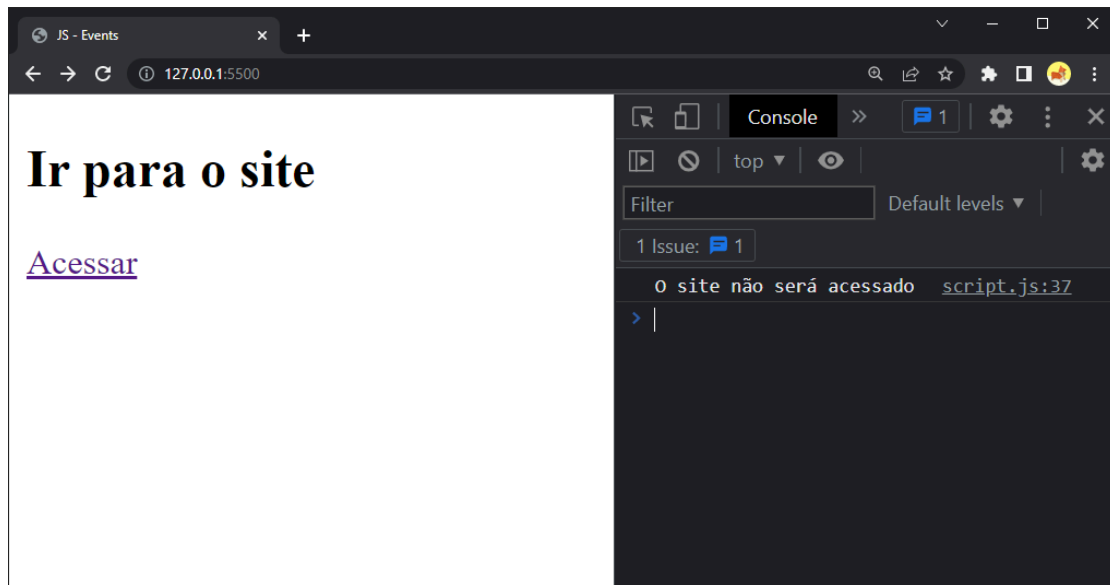 JS - Events
127.0.0.1:5500
Ir para o site
Acessar
Console
1
top
Filter
Default levels
1 Issue: 1
O site não será acessado script.js:37